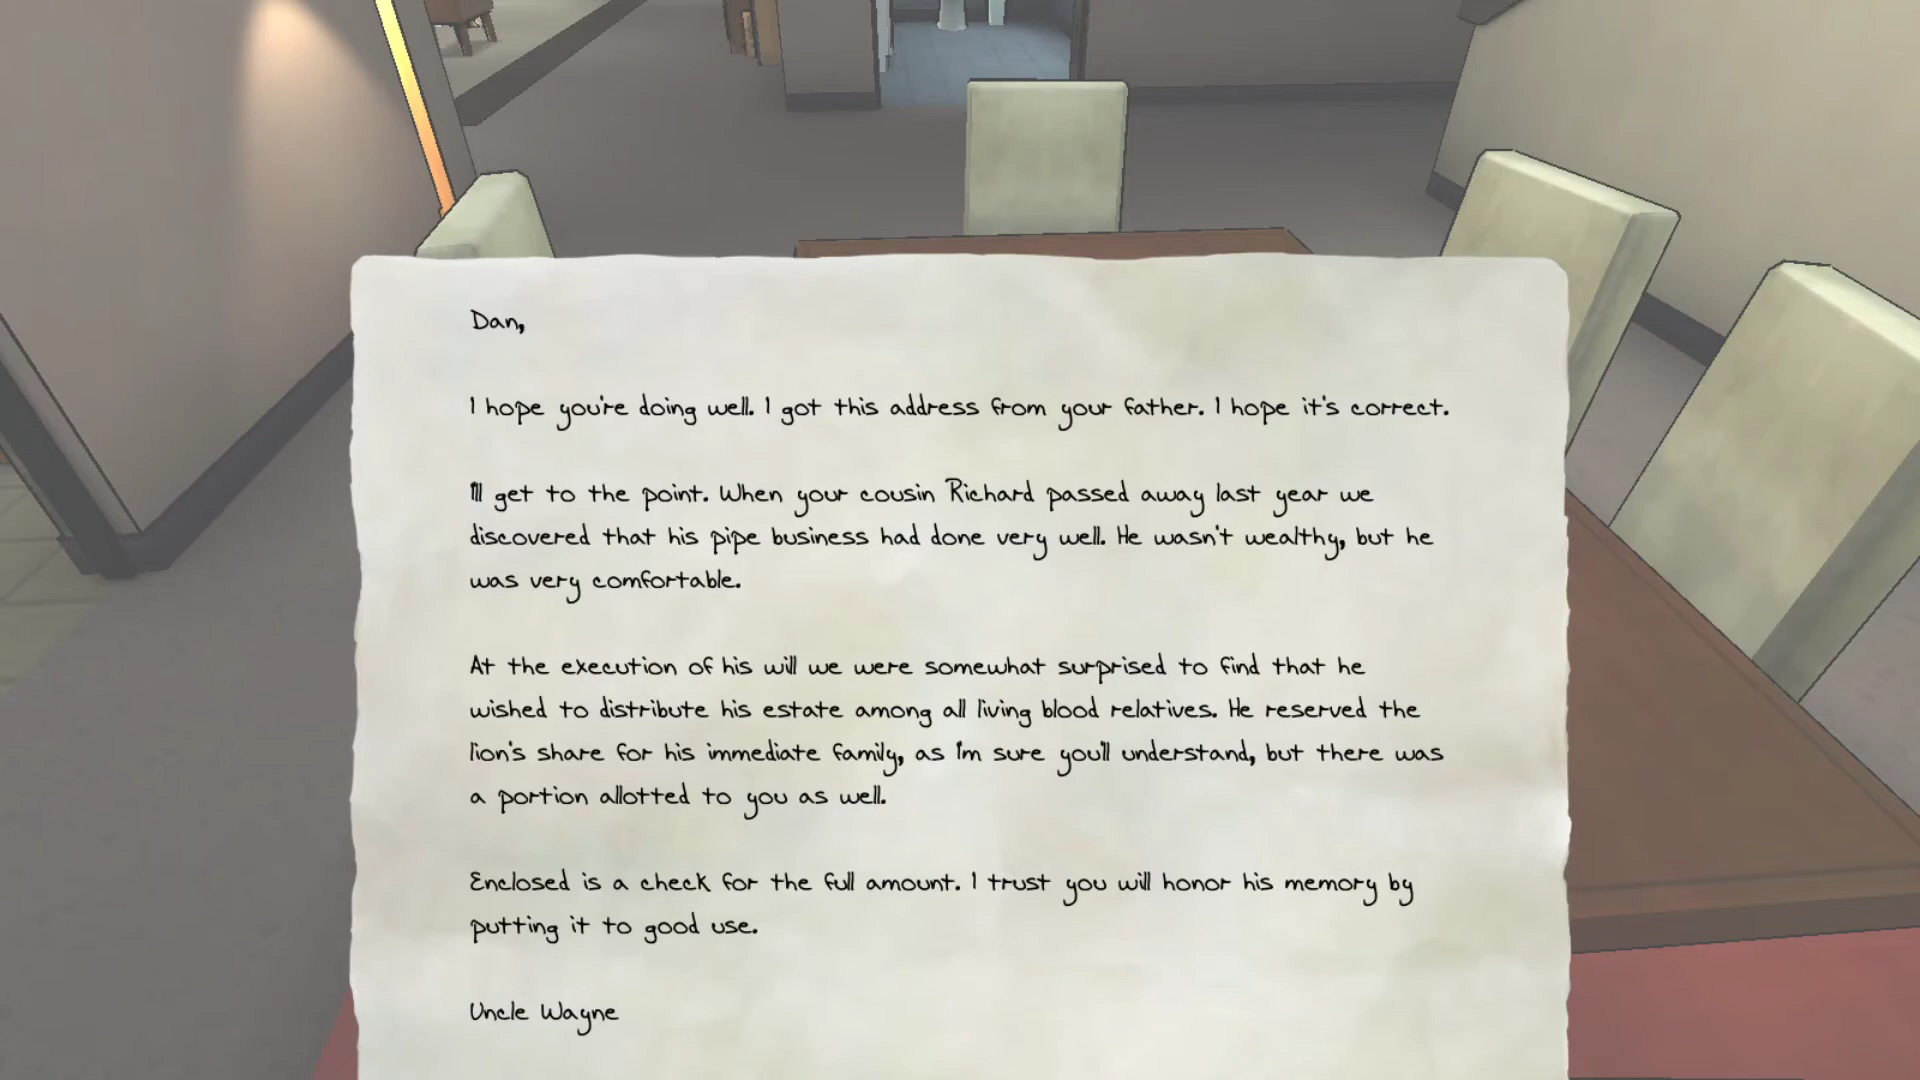 Dan,
I hope you're doing well. I got this address from your father. I hope it's correct.
I'll get to the point. When your cousin Richard passed away last year we
discovered that his pipe business had done very well. He wasn't wealthy, but he
was very comfortable.
At the execution of his will we were somewhat surprised to find that he
wished to distribute his estate among all living blood relatives. He reserved the
lion's share for his immediate family, as I'm sure you'll understand, but there was
a portion allotted to you as well.
Enclosed is a check for the full amount. I trust you will honor his memory by
putting it to good use.
Uncle Wayne